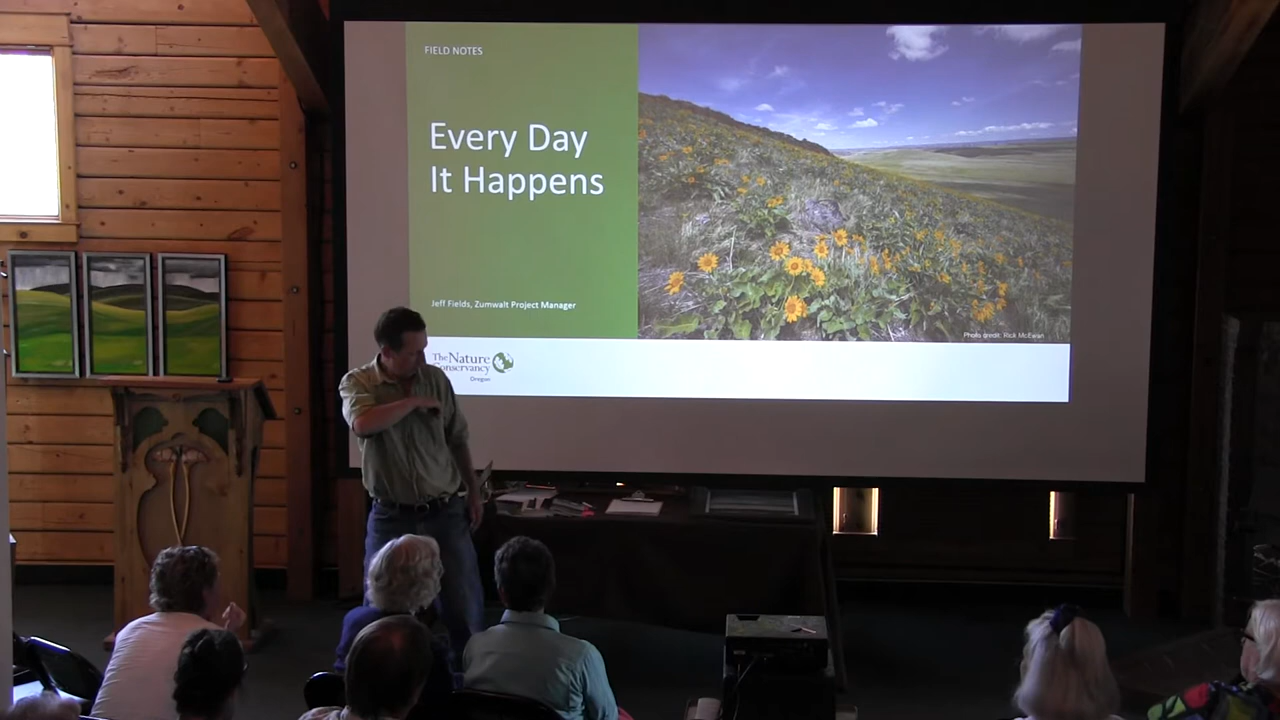 FIELD NOTES
Every Day
It Happens
Jeff Fields, Zumwalt Project Manager
Photo credit: Rick McEwan
The Nature
Conservancy
Oregon